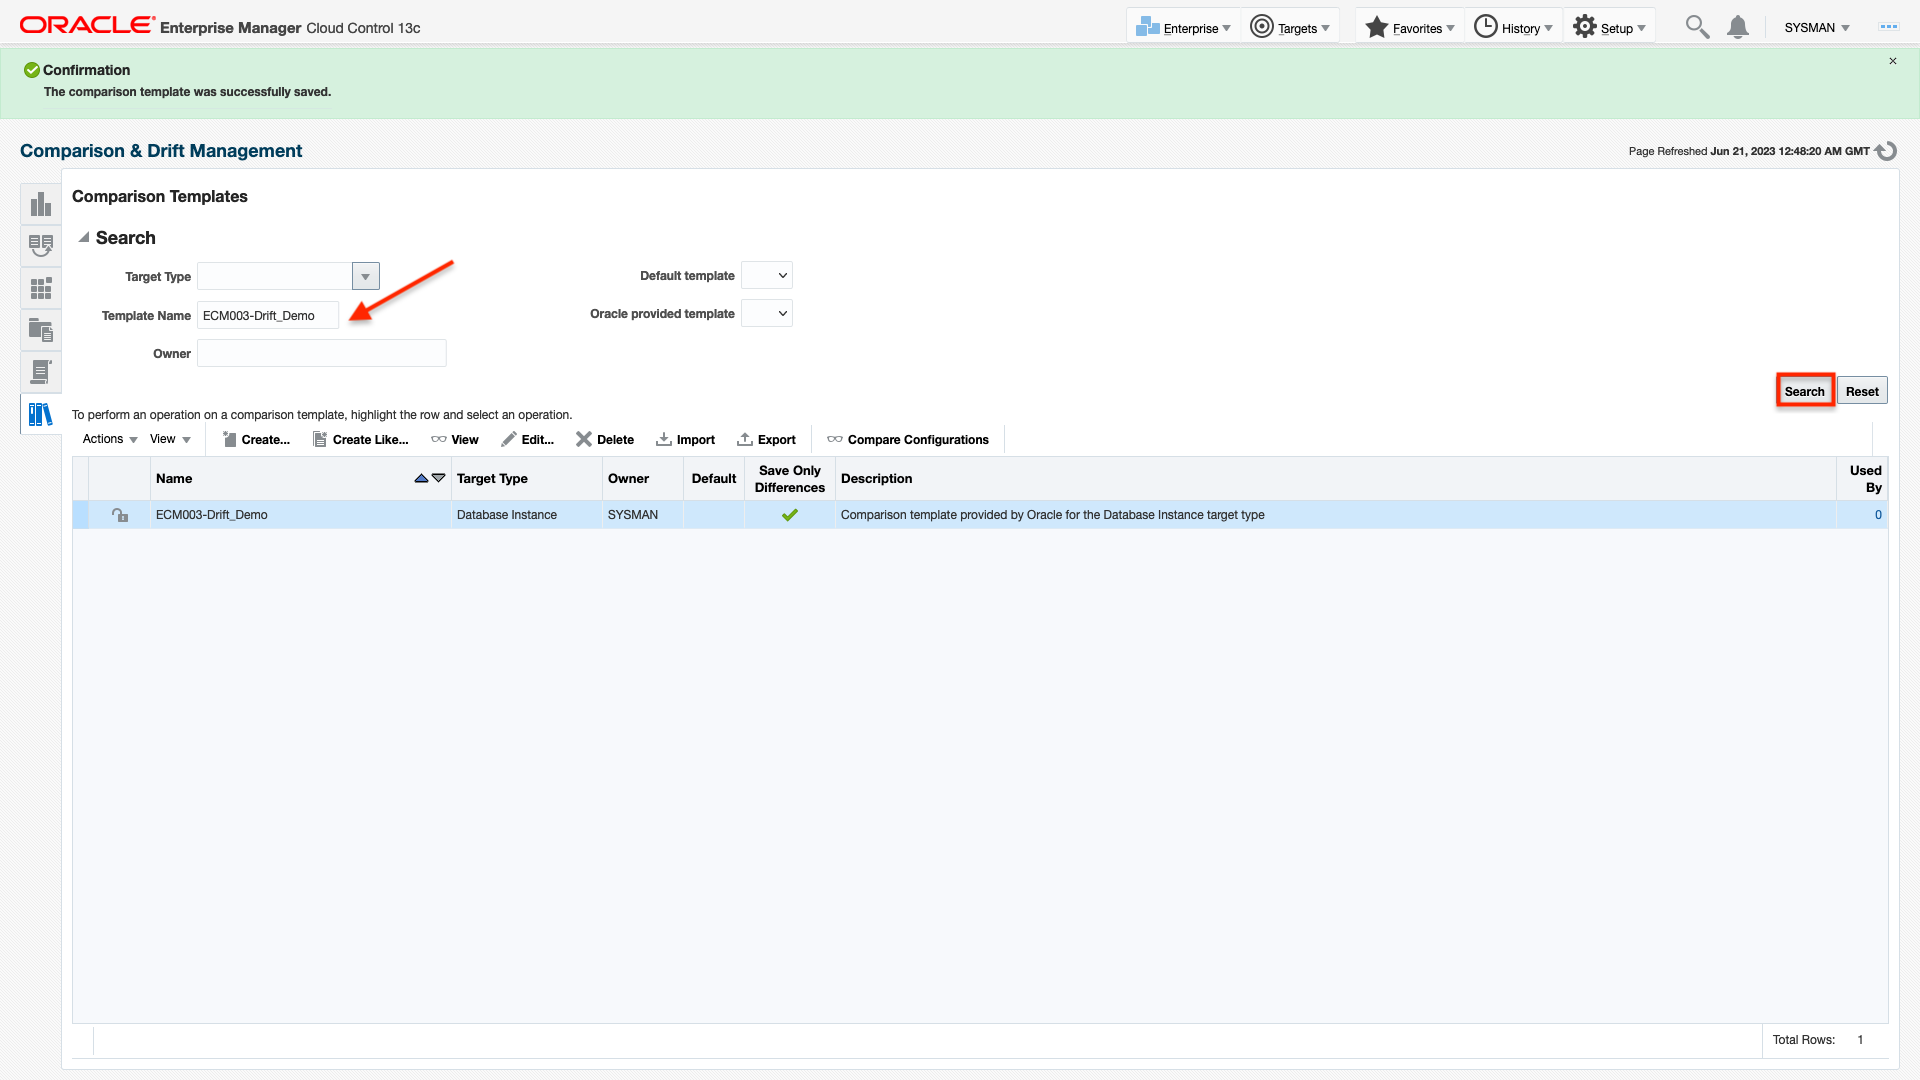 ORACLE Enterprise Manager Cloud Control 13c
Enterprise Targets Favorites History Setup SYSMAN
Confirmation
The comparison template was successfully saved.
Comparison & Drift Management
Page Refreshed Jun 21, 2023 12:48:20 AM GMT
Comparison Templates
Search
Target Type
Default template
Template Name ECM003-Drift_Demo
Oracle provided template
Owner
Search Reset
To perform an operation on a comparison template, highlight the row and select an operation.
Actions View Create... Create Like... View Edit... Delete Import Export Compare Configurations
Name Target Type Owner Default Save Only Differences Description Used By
ECM003-Drift_Demo Database Instance SYSMAN Comparison template provided by Oracle for the Database Instance target type 0
Total Rows: 1